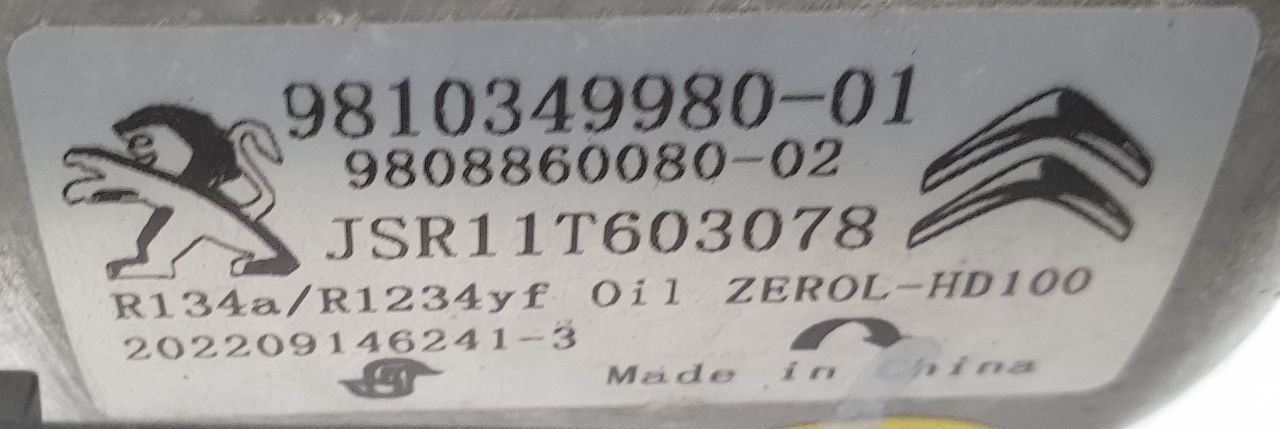 9810349980-01
9808860080-02
JSR11T603078
R134a/R1234yf Oil ZEROL-HD100
202209146241-3
Made in China